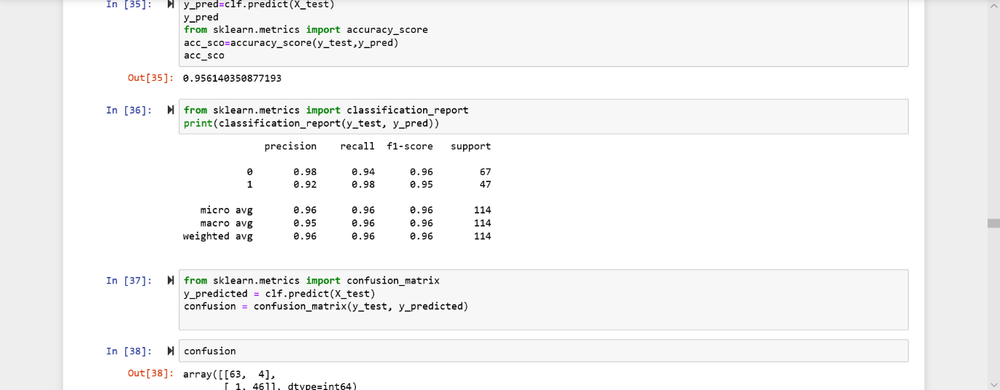 In [35]: y_pred=clf.predict(X_test)
y_pred
from sklearn.metrics import accuracy_score
acc_sco=accuracy_score(y_test,y_pred)
acc_sco
Out[35]: 0.956140350877193
In [36]: from sklearn.metrics import classification_report
print(classification_report(y_test, y_pred))
precision recall f1-score support
0 0.98 0.94 0.96 67
1 0.92 0.98 0.95 47
micro avg 0.96 0.96 0.96 114
macro avg 0.95 0.96 0.96 114
weighted avg 0.96 0.96 0.96 114
In [37]: from sklearn.metrics import confusion_matrix
y_predicted = clf.predict(X_test)
confusion = confusion_matrix(y_test, y_predicted)
In [38]: confusion
Out[38]: array([[63, 4],
[ 1, 46]], dtype=int64)